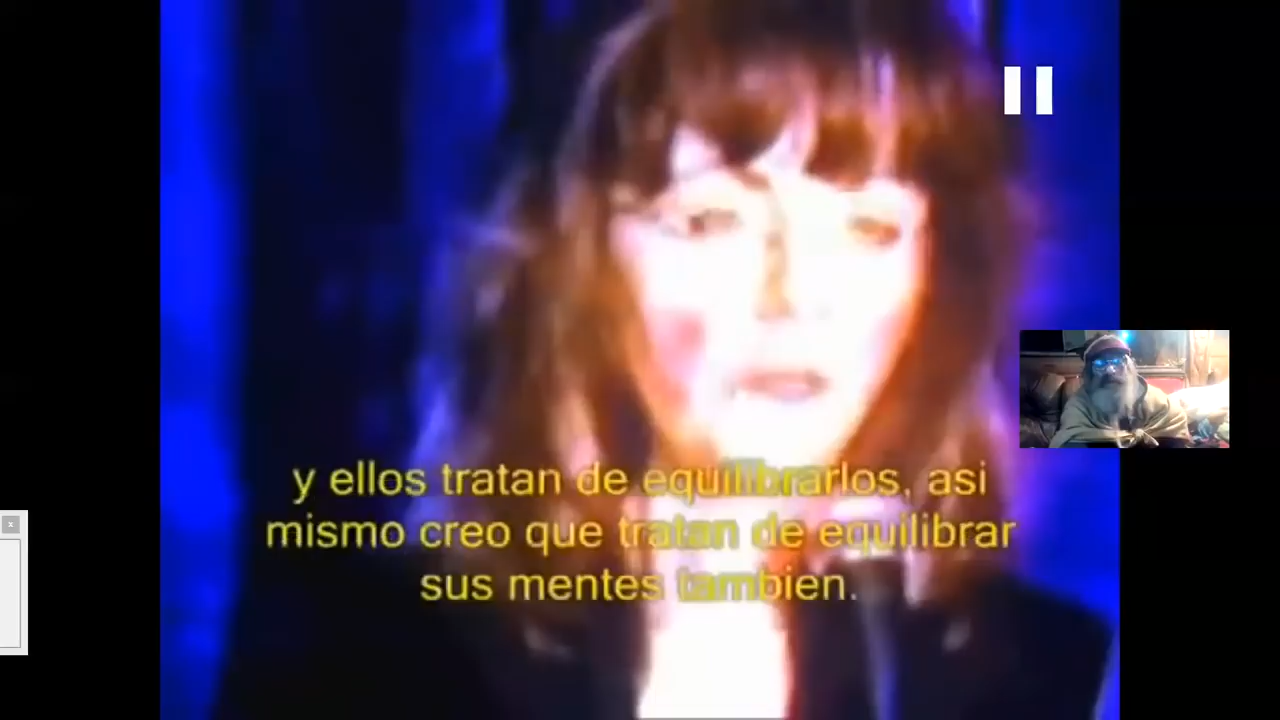 y ellos tratan de equilibrarlos, asi
mismo creo que tratan de equilibrar
sus mentes tambien.
x